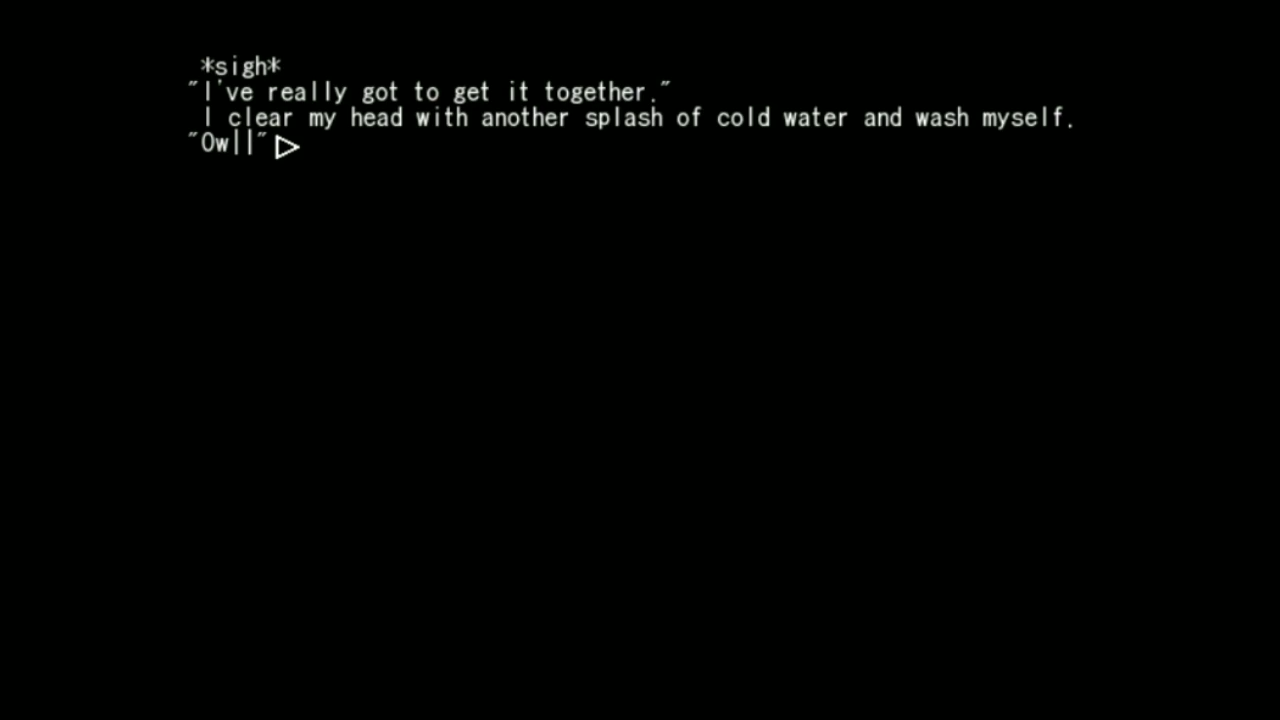 *sigh*
"I've really got to get it together."
I clear my head with another splash of cold water and wash myself.
"Ow||"